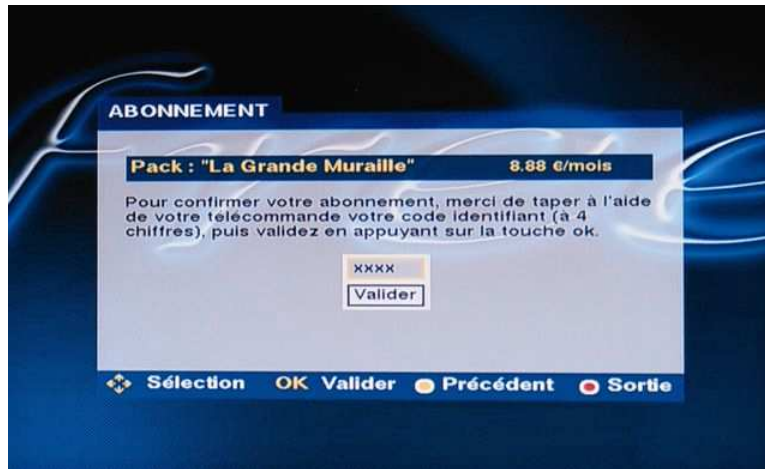 ABONNEMENT
Pack : "La Grande Muraille" 8.88 €/mois
Pour confirmer votre abonnement, merci de taper à l'aide
de votre télécommande votre code identifiant (à 4
chiffres), puis validez en appuyant sur la touche ok.
xxxx
Valider
Sélection OK Valider Précédent Sortie